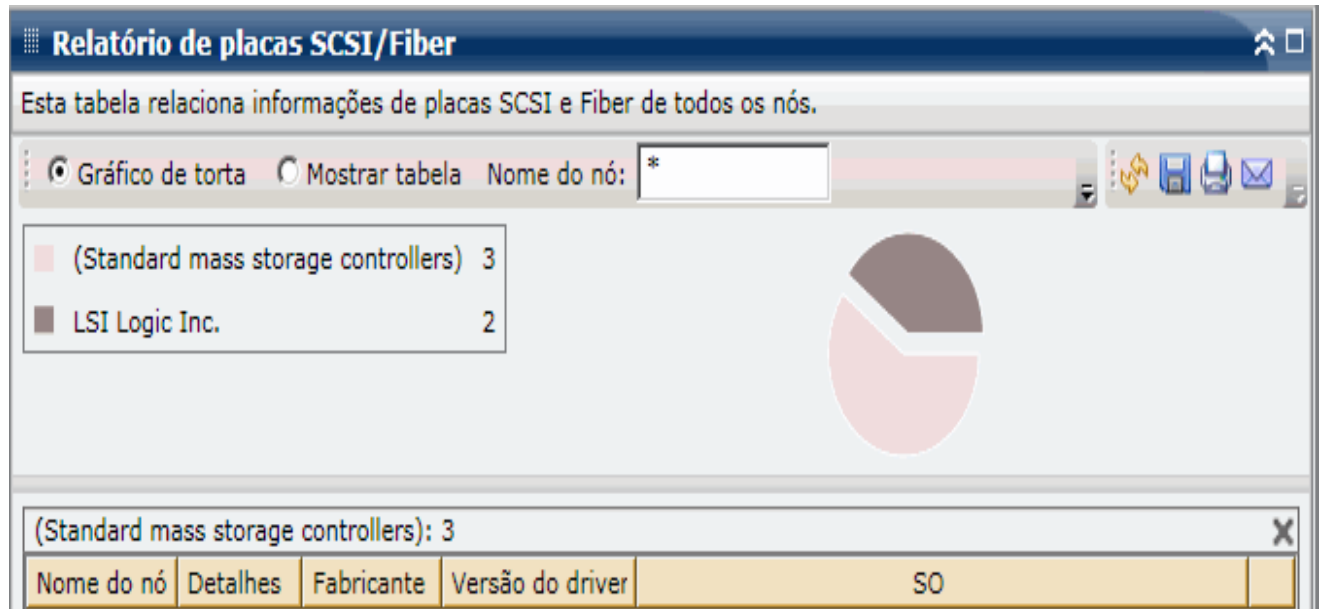 Relatório de placas SCSI/Fiber
Esta tabela relaciona informações de placas SCSI e Fiber de todos os nós.
Gráfico de torta Mostrar tabela Nome do nó: *
(Standard mass storage controllers) 3
LSI Logic Inc. 2
(Standard mass storage controllers): 3
Nome do nó Detalhes Fabricante Versão do driver SO